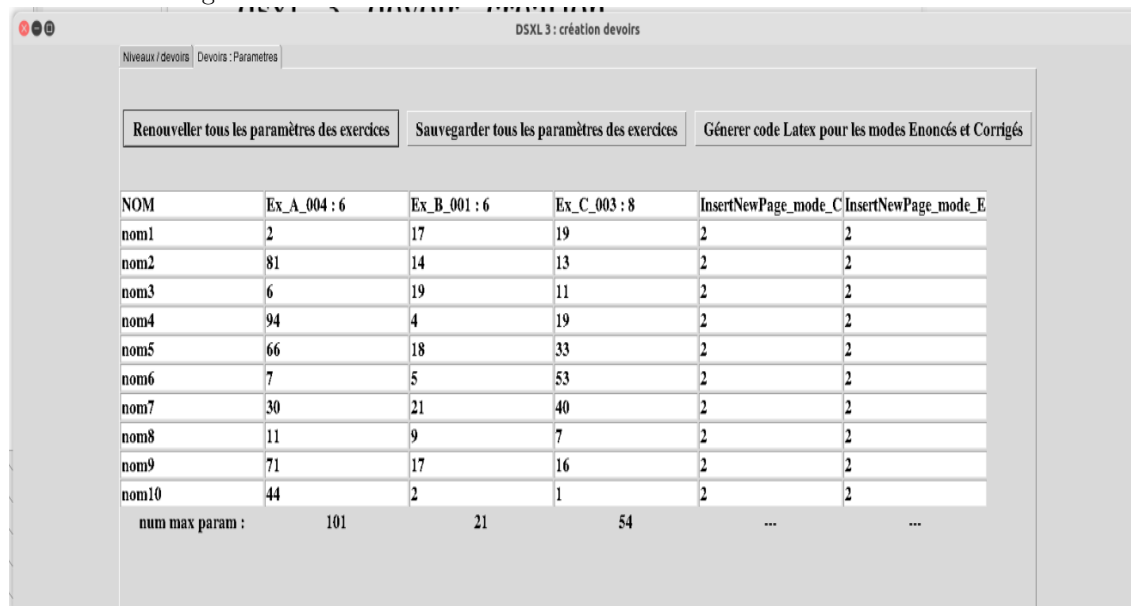 DSXL 3 : création devoirs
Niveaux / devoirs Devoirs : Parametres
Renouveller tous les paramètres des exercices Sauvegarder tous les paramètres des exercices Génerer code Latex pour les modes Enoncés et Corrigés
NOM Ex_A_004 : 6 Ex_B_001 : 6 Ex_C_003 : 8 InsertNewPage_mode_C InsertNewPage_mode_E
nom1 2 17 19 2 2
nom2 81 14 13 2 2
nom3 6 19 11 2 2
nom4 94 4 19 2 2
nom5 66 18 33 2 2
nom6 7 5 53 2 2
nom7 30 21 40 2 2
nom8 11 9 7 2 2
nom9 71 17 16 2 2
nom10 44 2 1 2 2
num max param : 101 21 54 --- ---